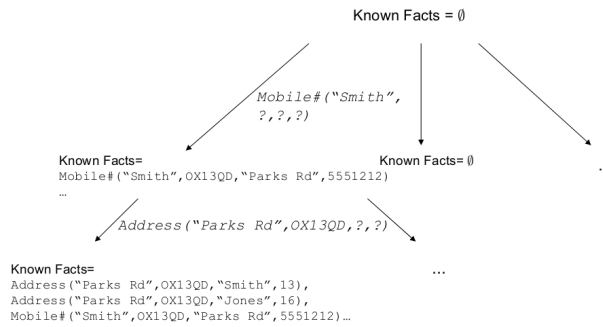 Known Facts = ∅
Mobile#("Smith",
?,?,?)
Known Facts=
Mobile#("Smith",OX13QD,"Parks Rd",5551212)
…
Known Facts= ∅
.
Address("Parks Rd",OX13QD,?,?)
Known Facts=
Address("Parks Rd",OX13QD,"Smith",13),
Address("Parks Rd",OX13QD,"Jones",16),
Mobile#("Smith",OX13QD,"Parks Rd",5551212)…
…